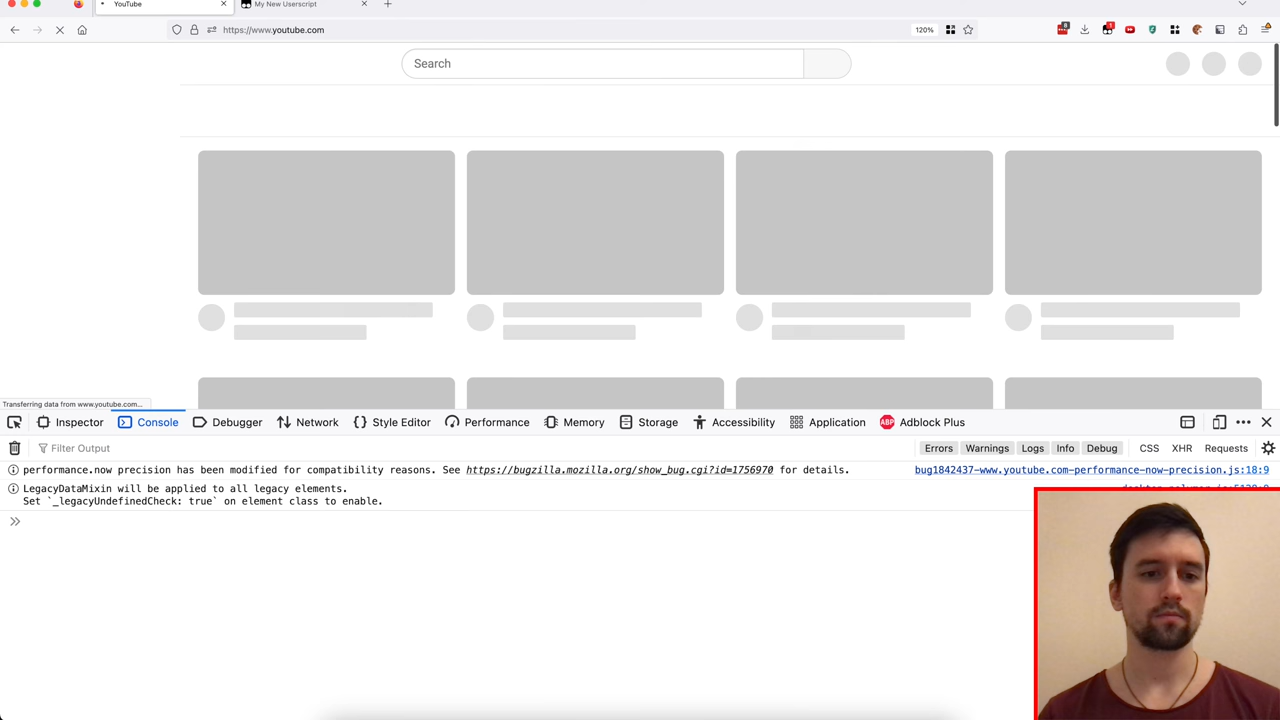 YouTube
My New Userscript
https://www.youtube.com
120%
6
1
Search
Transferring data from www.youtube.com...
Inspector
Console
Debugger
Network
Style Editor
Performance
Memory
Storage
Accessibility
Application
ABP
Adblock Plus
Filter Output
Errors
Warnings
Logs
Info
Debug
CSS
XHR
Requests
performance.now precision has been modified for compatibility reasons. See https://bugzilla.mozilla.org/show_bug.cgi?id=1756970 for details.
bug1842437-www.youtube.com-performance-now-precision.js:18:9
LegacyDataMixin will be applied to all legacy elements.
Set `_legacyUndefinedCheck: true` on element class to enable.